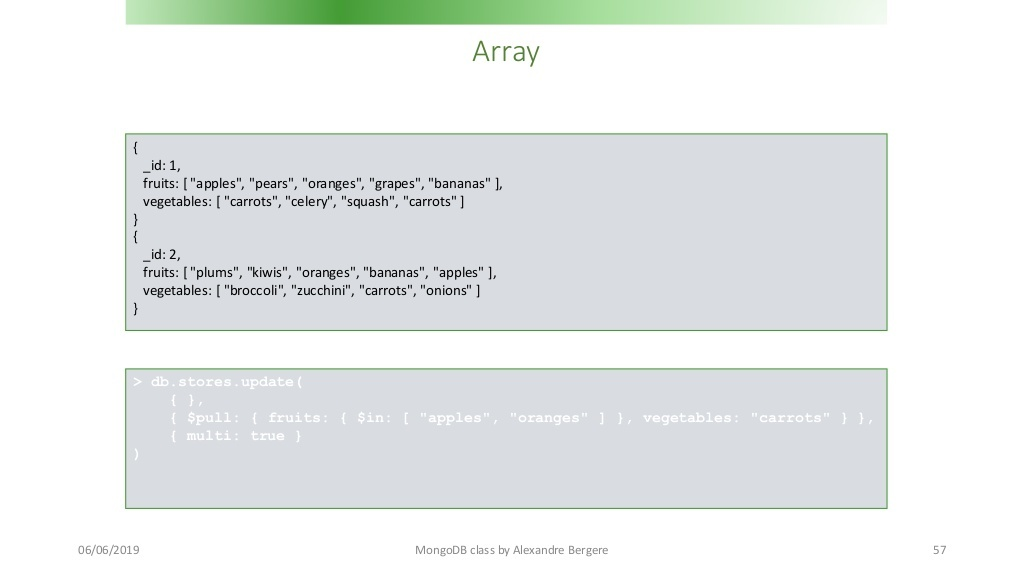 Array
{
_id: 1,
fruits: [ "apples", "pears", "oranges", "grapes", "bananas" ],
vegetables: [ "carrots", "celery", "squash", "carrots" ]
}
{
_id: 2,
fruits: [ "plums", "kiwis", "oranges", "bananas", "apples" ],
vegetables: [ "broccoli", "zucchini", "carrots", "onions" ]
}
> db.stores.update(
{ },
{ $pull: { fruits: { $in: [ "apples", "oranges" ] }, vegetables: "carrots" } },
{ multi: true }
)
06/06/2019
MongoDB class by Alexandre Bergere
57